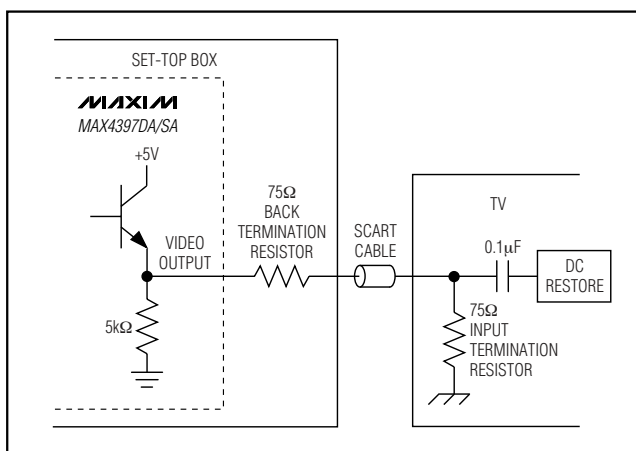 SET-TOP BOX
MAXIM
MAX4397DA/SA
+5V
VIDEO
OUTPUT
5kΩ
75Ω
BACK
TERMINATION
RESISTOR
SCART
CABLE
TV
0.1µF
DC
RESTORE
75Ω
INPUT
TERMINATION
RESISTOR